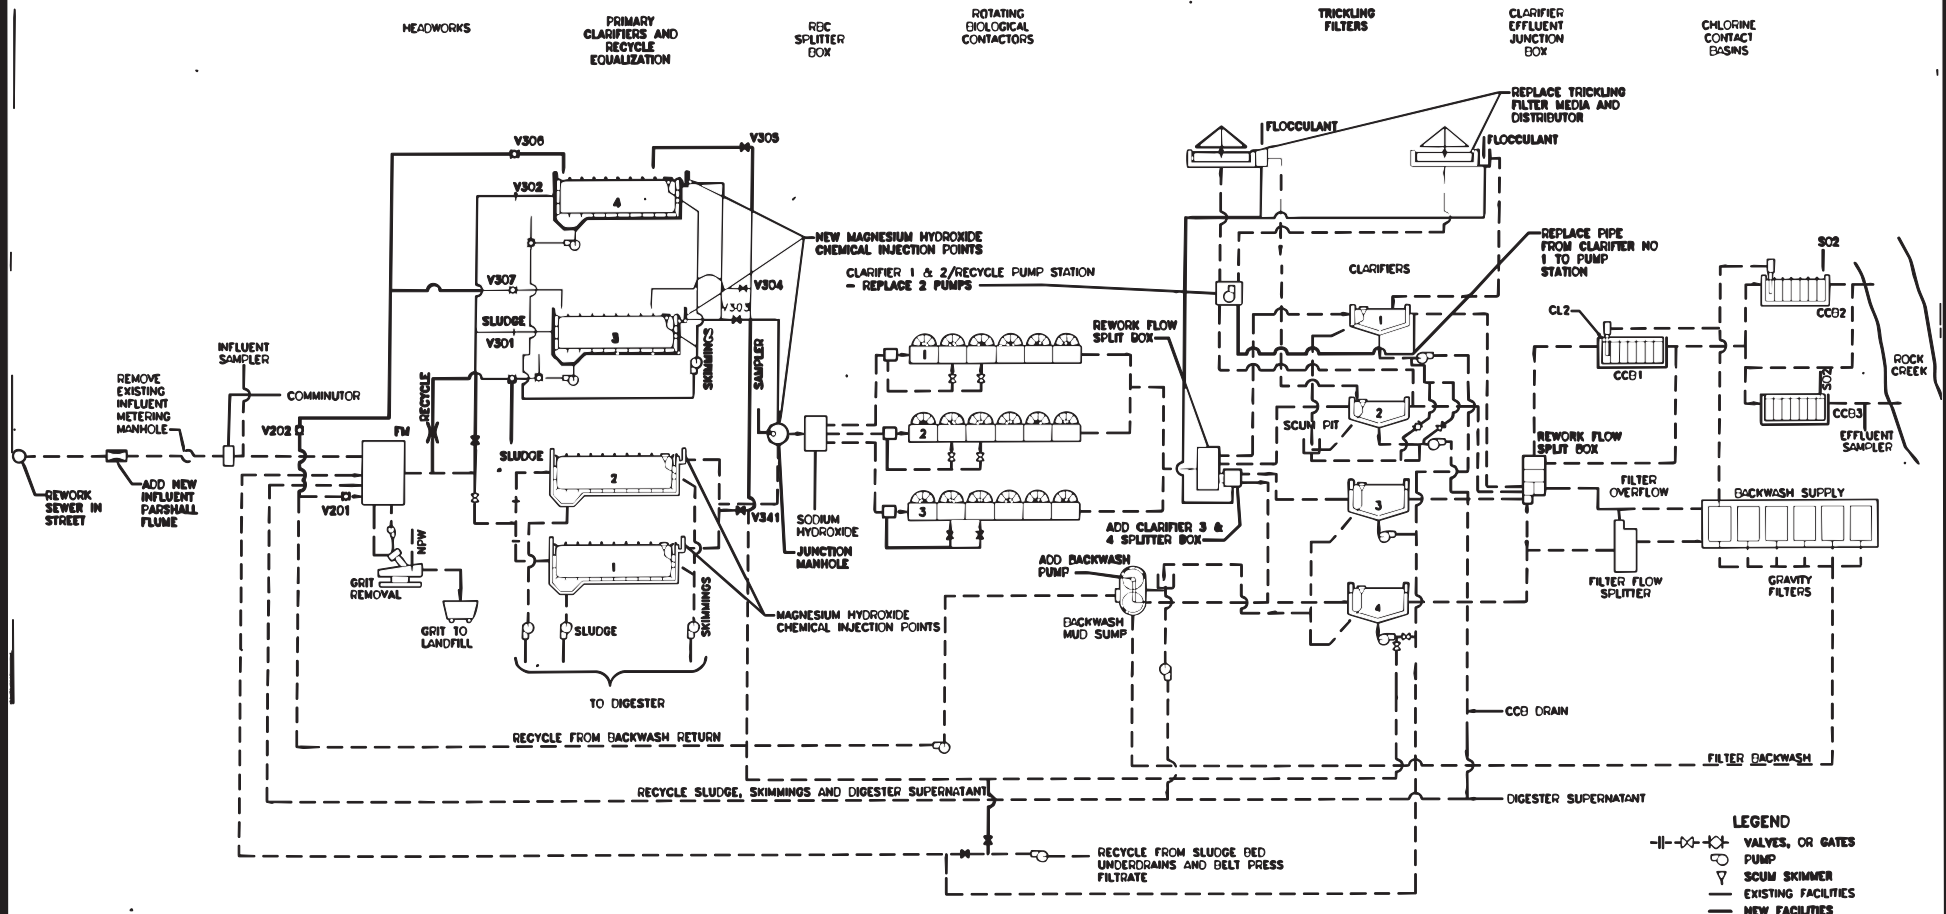 HEADWORKS
PRIMARY
CLARIFIERS AND
RECYCLE
EQUALIZATION
RBC
SPLITTER
BOX
ROTATING
BIOLOGICAL
CONTACTORS
TRICKLING
FILTERS
CLARIFIER
EFFLUENT
JUNCTION
BOX
CHLORINE
CONTACT
BASINS
REPLACE TRICKLING
FILTER MEDIA AND
DISTRIBUTOR
FLOCCULANT
FLOCCULANT
V306
V305
V302
4
NEW MAGNESIUM HYDROXIDE
CHEMICAL INJECTION POINTS
CLARIFIER 1 & 2/RECYCLE PUMP STATION
- REPLACE 2 PUMPS
REPLACE PIPE
FROM CLARIFIER NO
1 TO PUMP
STATION
CLARIFIERS
SO2
V307
V304
V303
SLUDGE
V301
3
SKIMMINGS
SAMPLER
REWORK FLOW
SPLIT BOX
1
1
CL2
CCB1
CCB2
SO2
CCB3
ROCK
CREEK
EFFLUENT
SAMPLER
INFLUENT
SAMPLER
REMOVE
EXISTING
INFLUENT
METERING
MANHOLE
COMMINUTOR
RECYCLE
V202
FM
2
2
SCUM PIT
REWORK FLOW
SPLIT BOX
SLUDGE
2
REWORK
SEWER IN
STREET
ADD NEW
INFLUENT
PARSHALL
FLUME
V201
V341
SODIUM
HYDROXIDE
3
3
JUNCTION
MANHOLE
ADD CLARIFIER 3 &
4 SPLITTER BOX
FILTER
OVERFLOW
BACKWASH SUPPLY
NPW
GRIT
REMOVAL
1
ADD BACKWASH
PUMP
FILTER FLOW
SPLITTER
GRAVITY
FILTERS
GRIT TO
LANDFILL
SLUDGE
SKIMMINGS
MAGNESIUM HYDROXIDE
CHEMICAL INJECTION POINTS
BACKWASH
MUD SUMP
4
TO DIGESTER
CCB DRAIN
RECYCLE FROM BACKWASH RETURN
FILTER BACKWASH
RECYCLE SLUDGE, SKIMMINGS AND DIGESTER SUPERNATANT
DIGESTER SUPERNATANT
RECYCLE FROM SLUDGE BED
UNDERDRAINS AND BELT PRESS
FILTRATE
LEGEND
VALVES, OR GATES
PUMP
SCUM SKIMMER
EXISTING FACILITIES
NEW FACILITIES